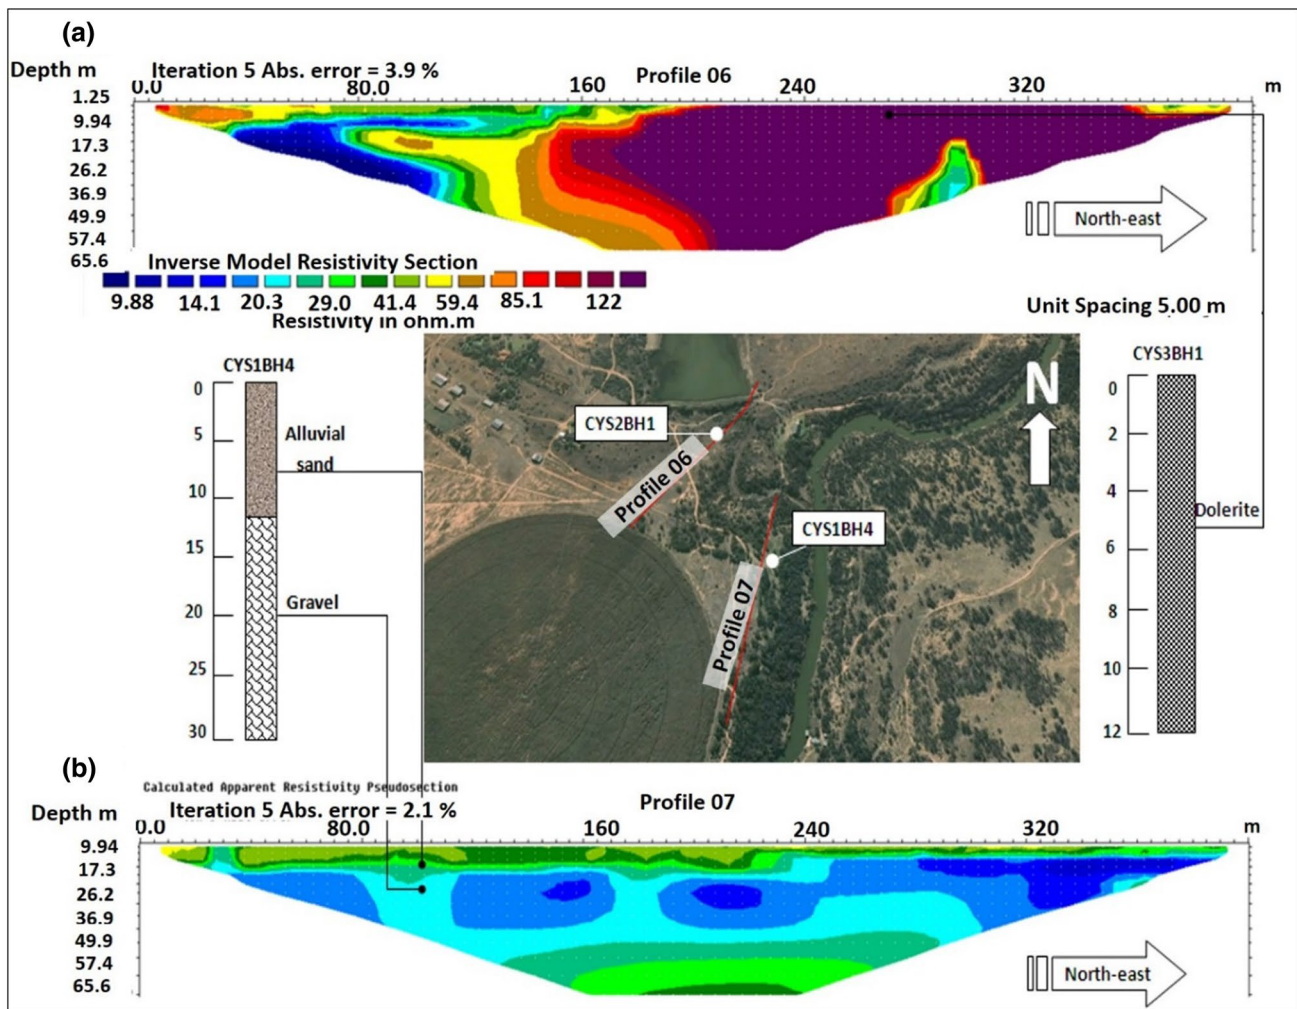 (a)
Depth m
Iteration 5 Abs. error = 3.9 %
Profile 06
0.0 80.0 160 240 320 m
1.25
9.94
17.3
26.2
36.9
49.9
57.4
65.6
North-east
Inverse Model Resistivity Section
9.88 14.1 20.3 29.0 41.4 59.4 85.1 122
Resistivity in ohm.m
Unit Spacing 5.00 m
CYS1BH4
0
5
10
15
20
25
30
Alluvial
sand
Gravel
CYS2BH1
Profile 06
N
CYS1BH4
Profile 07
CYS3BH1
0
2
4
6
8
10
12
Dolerite
(b)
Calculated Apparent Resistivity Pseudosection
Iteration 5 Abs. error = 2.1 %
Profile 07
Depth m
0.0 80.0 160 240 320 m
9.94
17.3
26.2
36.9
49.9
57.4
65.6
North-east